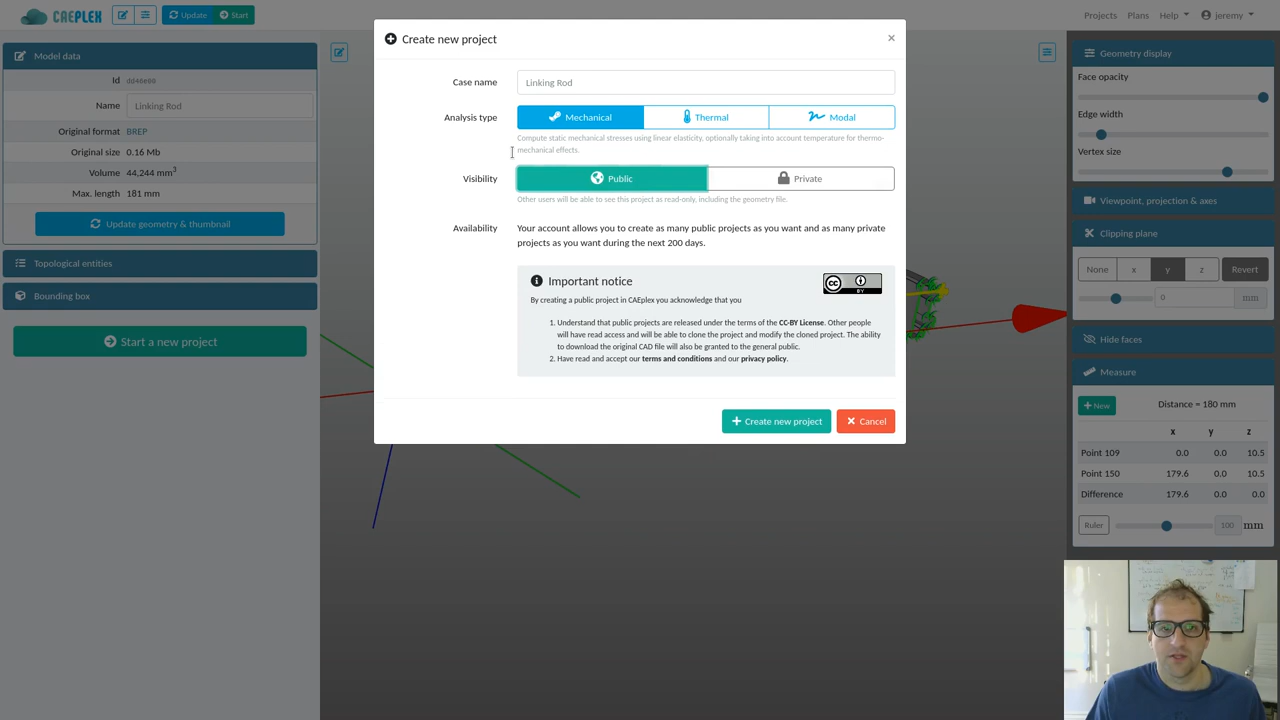 CAEPLEX
Update
Start
Projects
Plans
Help
jeremy
Model data
Id dd46e08
Name Linking Rod
Original format BREP
Original size 0.16 Mb
Volume 44,244 mm3
Max. length 181 mm
Update geometry & thumbnail
Topological entities
Bounding box
Start a new project
Create new project
×
Case name Linking Rod
Analysis type Mechanical Thermal Modal
Compute static mechanical stresses using linear elasticity, optionally taking into account temperature for thermo-
mechanical effects.
Visibility Public Private
Other users will be able to see this project as read-only, including the geometry file.
Availability Your account allows you to create as many public projects as you want and as many private
projects as you want during the next 200 days.
Important notice
CC BY
By creating a public project in CAEplex you acknowledge that you
1. Understand that public projects are released under the terms of the CC-BY License. Other people
will have read access and will be able to clone the project and modify the cloned project. The ability
to download the original CAD file will also be granted to the general public.
2. Have read and accept our terms and conditions and our privacy policy.
Create new project
Cancel
Geometry display
Face opacity
Edge width
Vertex size
Viewpoint, projection & axes
Clipping plane
None x y z Revert
0 mm
Hide faces
Measure
New Distance = 180 mm
x y z
Point 109 0.0 0.0 10.5
Point 150 179.6 0.0 10.5
Difference 179.6 0.0 0.0
Ruler 100 mm